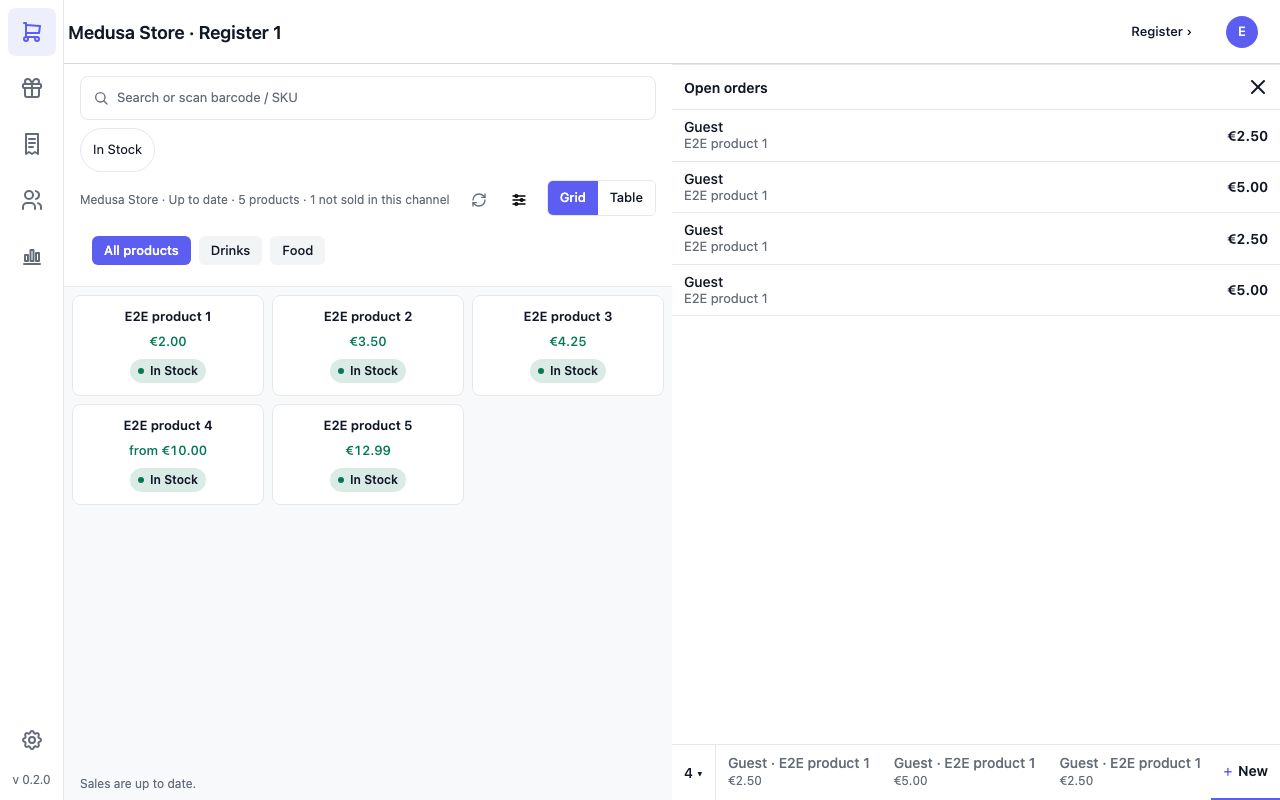 Medusa Store · Register 1
Register ›
E
Search or scan barcode / SKU
In Stock
Medusa Store · Up to date · 5 products · 1 not sold in this channel
Grid
Table
All products
Drinks
Food
E2E product 1
€2.00
In Stock
E2E product 2
€3.50
In Stock
E2E product 3
€4.25
In Stock
E2E product 4
from €10.00
In Stock
E2E product 5
€12.99
In Stock
Sales are up to date.
v 0.2.0
Open orders
Guest
E2E product 1
€2.50
Guest
E2E product 1
€5.00
Guest
E2E product 1
€2.50
Guest
E2E product 1
€5.00
4 ▾
Guest · E2E product 1
€2.50
Guest · E2E product 1
€5.00
Guest · E2E product 1
€2.50
+ New